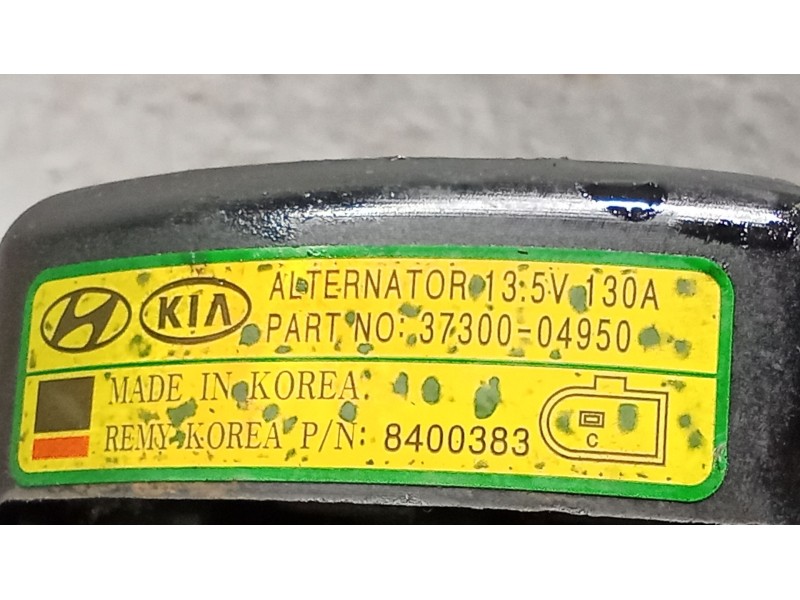 KIA ALTERNATOR 13.5V 130A
PART NO: 37300-04950
MADE IN KOREA
REMY KOREA P/N: 8400383
C